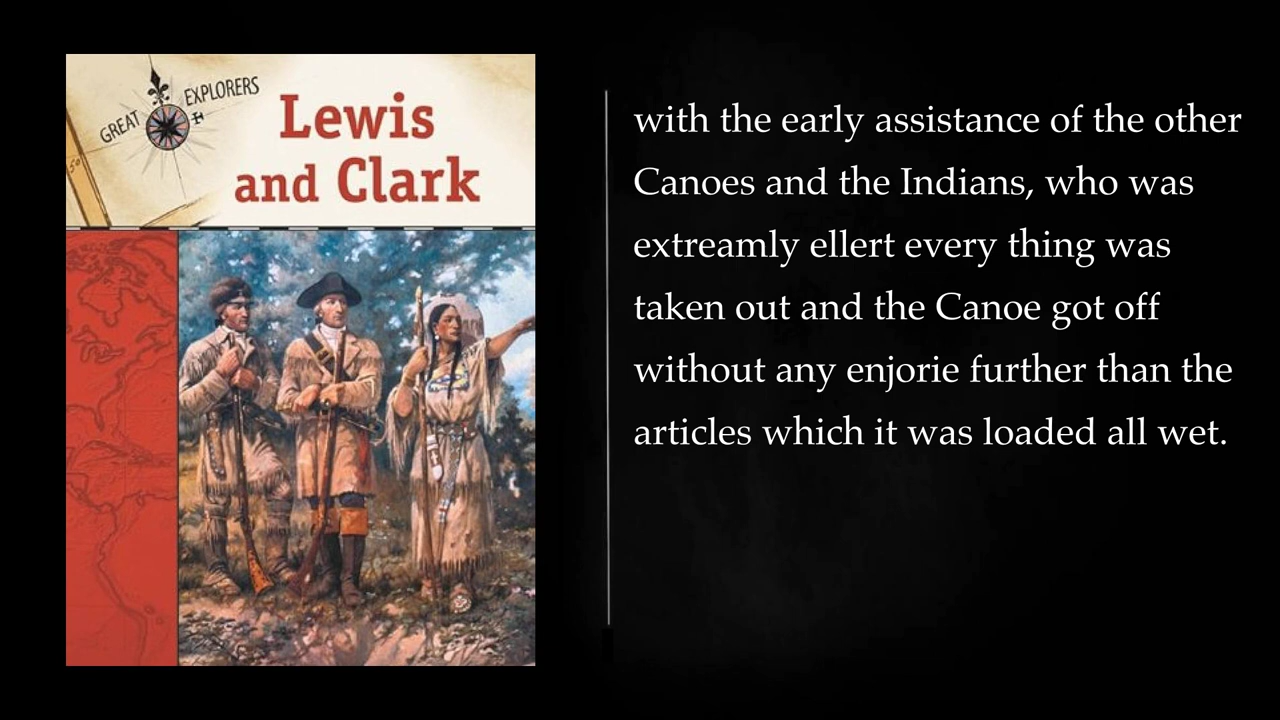 GREAT EXPLORERS
Lewis
and Clark
50
with the early assistance of the other
Canoes and the Indians, who was
extreamly ellert every thing was
taken out and the Canoe got off
without any enjorie further than the
articles which it was loaded all wet.